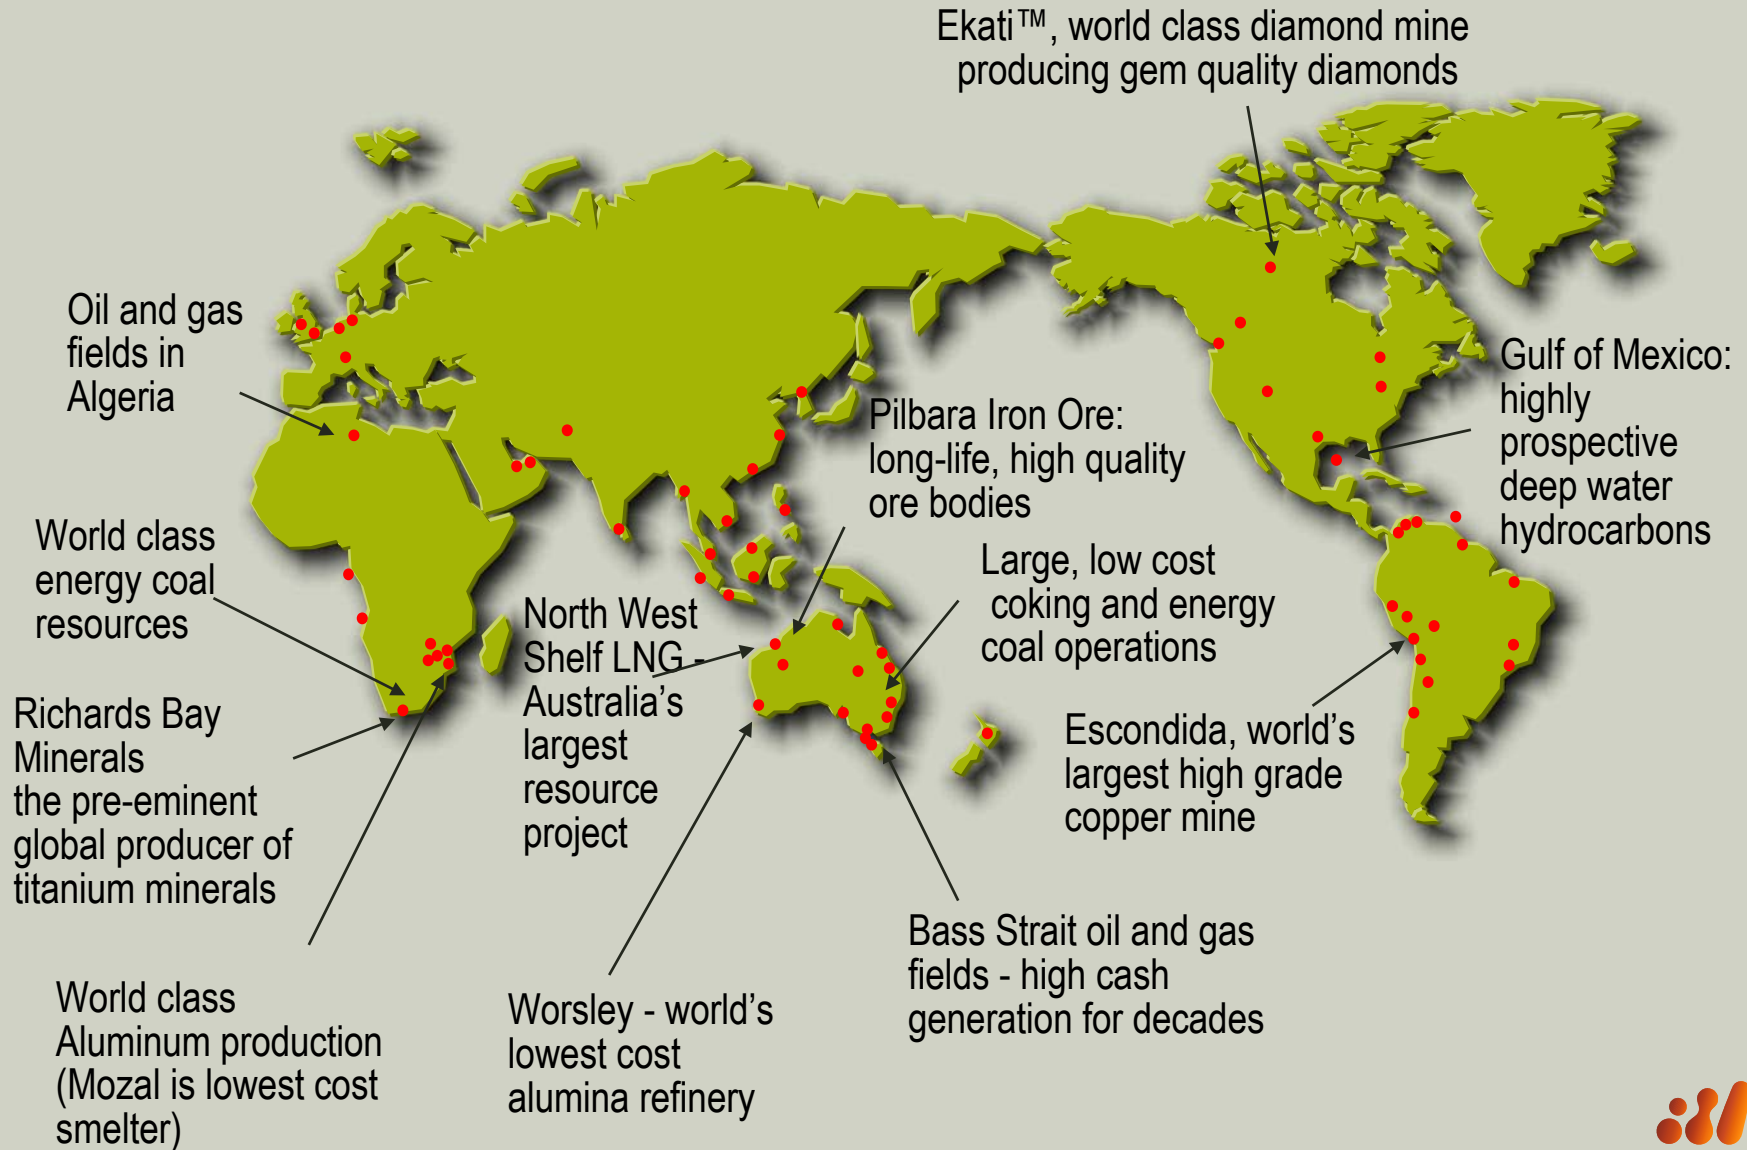 Ekati™, world class diamond mine
producing gem quality diamonds
Oil and gas
fields in
Algeria
Gulf of Mexico:
highly
prospective
deep water
hydrocarbons
Pilbara Iron Ore:
long-life, high quality
ore bodies
World class
energy coal
resources
Large, low cost
coking and energy
coal operations
North West
Shelf LNG -
Australia’s
largest
resource
project
Richards Bay
Minerals
the pre-eminent
global producer of
titanium minerals
Escondida, world’s
largest high grade
copper mine
Bass Strait oil and gas
fields - high cash
generation for decades
World class
Aluminum production
(Mozal is lowest cost
smelter)
Worsley - world’s
lowest cost
alumina refinery